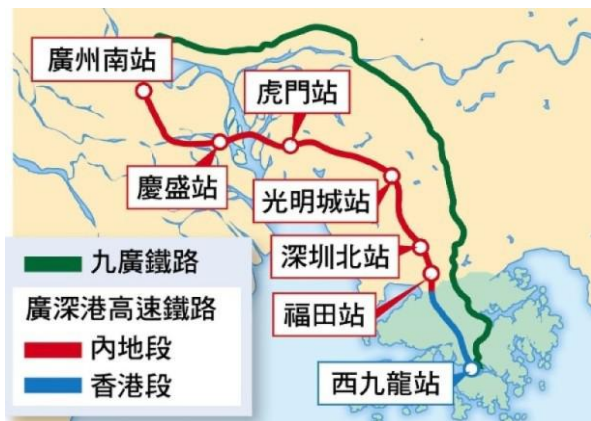 廣州南站
虎門站
慶盛站
光明城站
深圳北站
福田站
西九龍站
九廣鐵路
廣深港高速鐵路
內地段
香港段